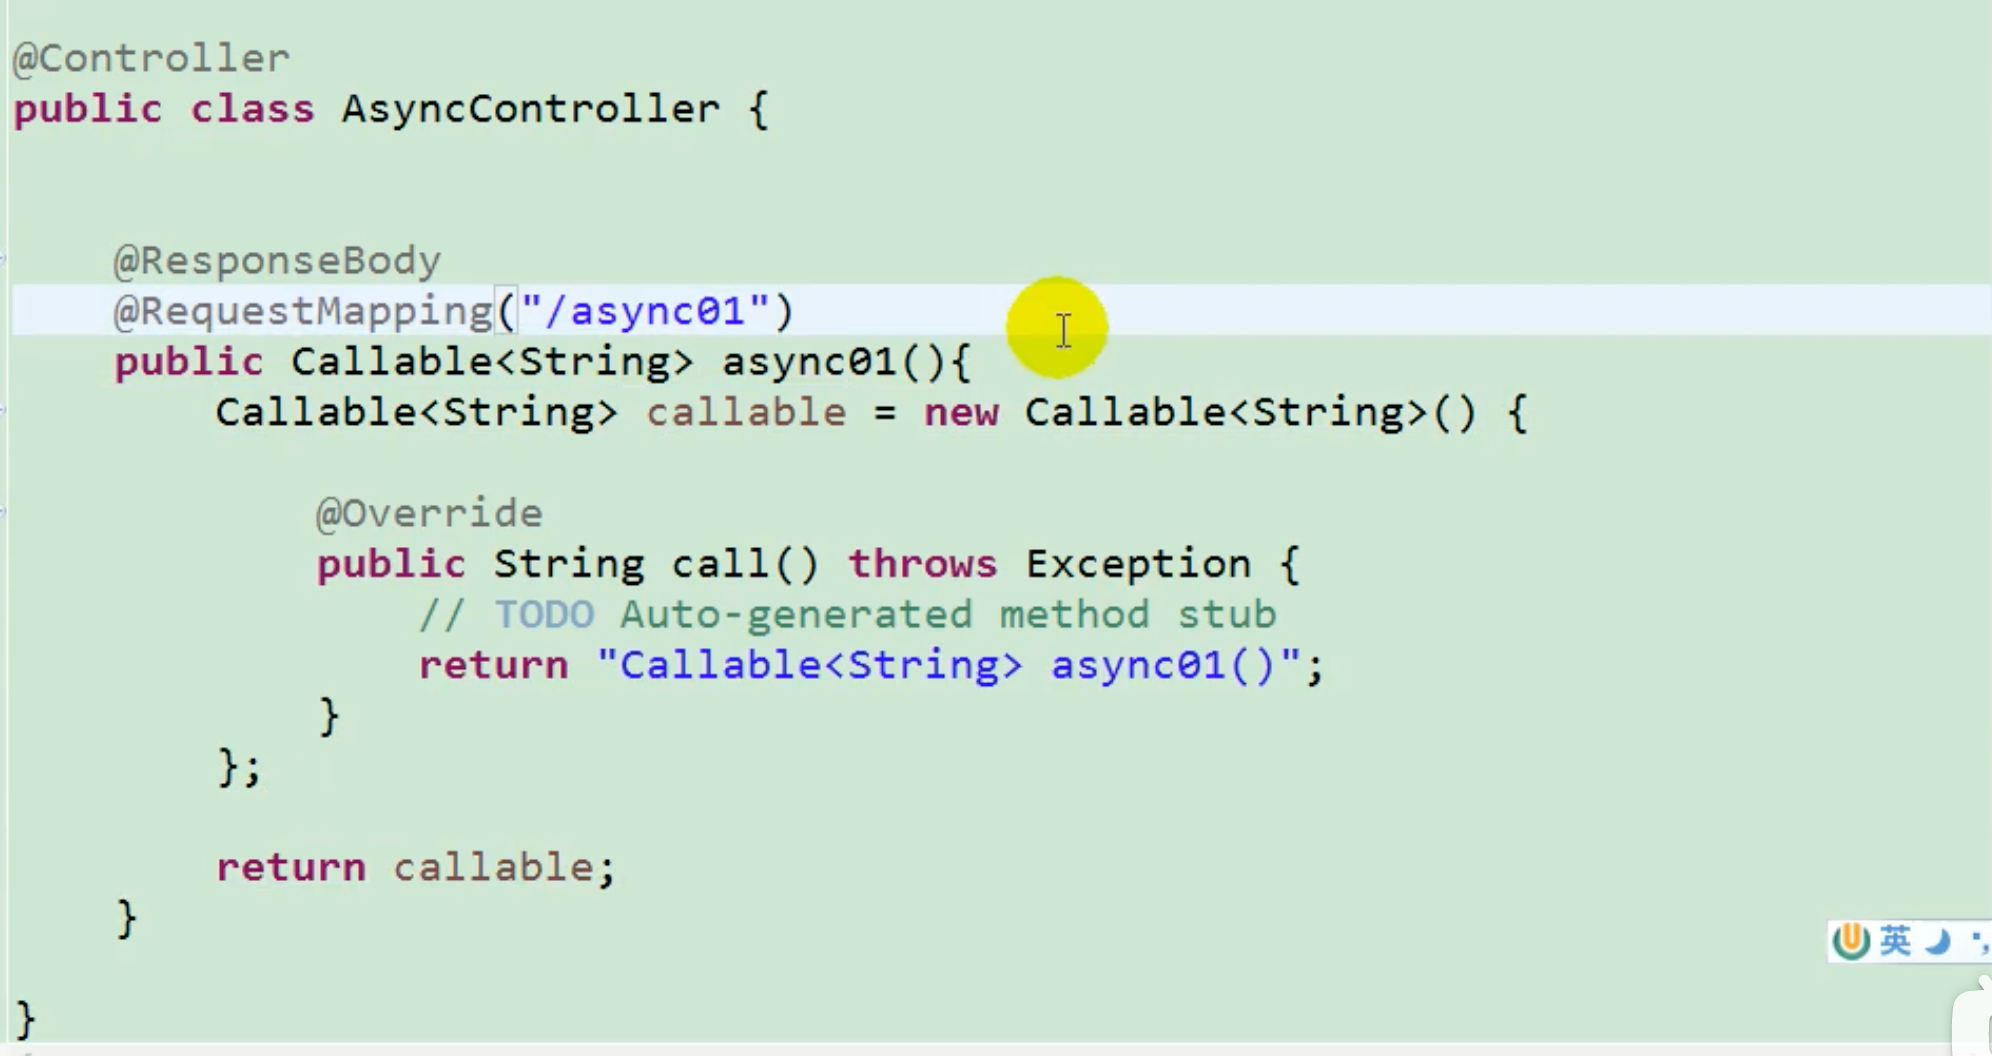 @Controller
public class AsyncController {
@ResponseBody
@RequestMapping("/async01")
public Callable<String> async01(){
Callable<String> callable = new Callable<String>() {
@Override
public String call() throws Exception {
// TODO Auto-generated method stub
return "Callable<String> async01()";
}
};
return callable;
}
英
}